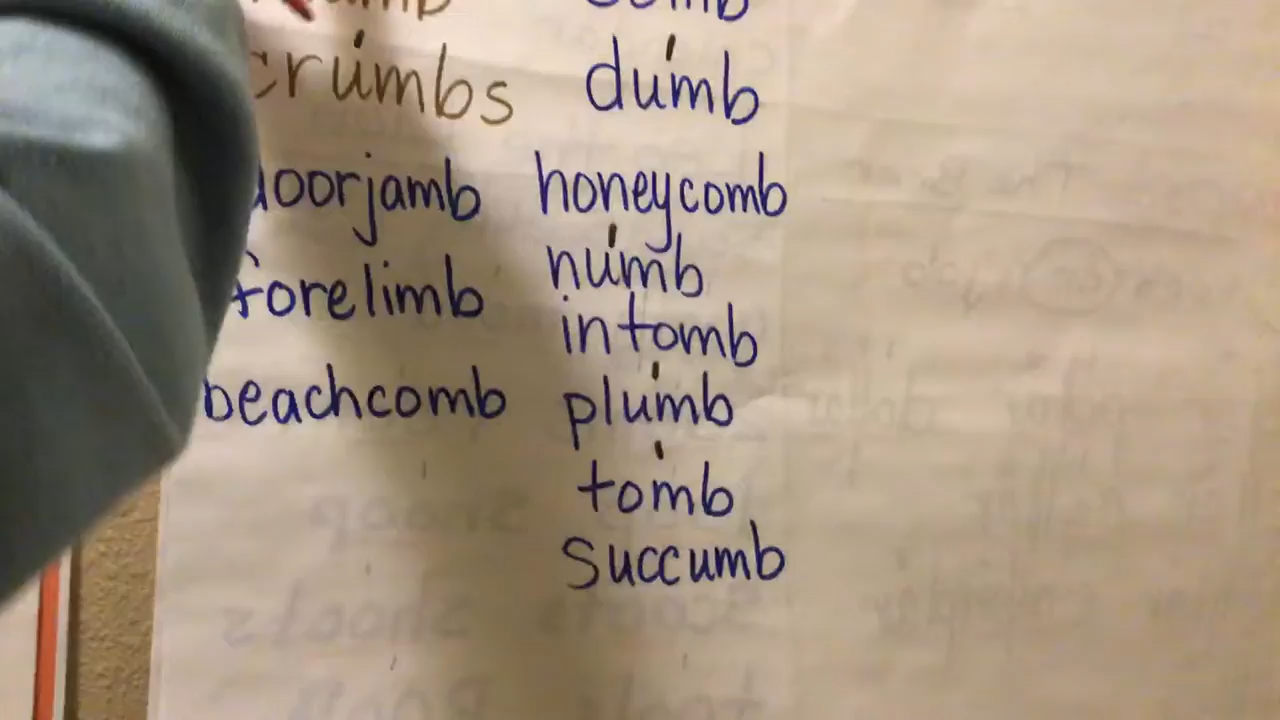 crumbs dumb
doorjamb honeycomb
numb
forelimb
intomb
beachcomb plumb
tomb
succumb